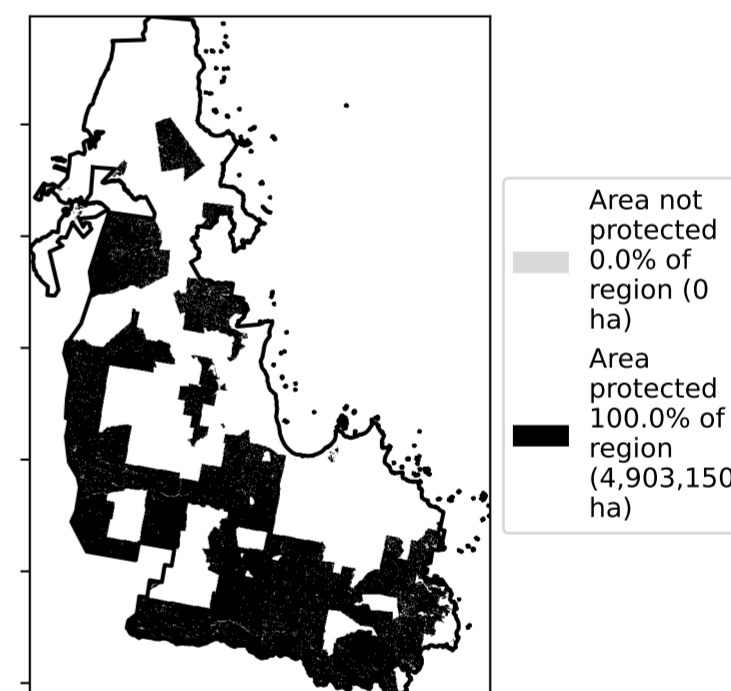 Area not
protected
0.0% of
region (0
ha)
Area
protected
100.0% of
region
(4,903,150
ha)